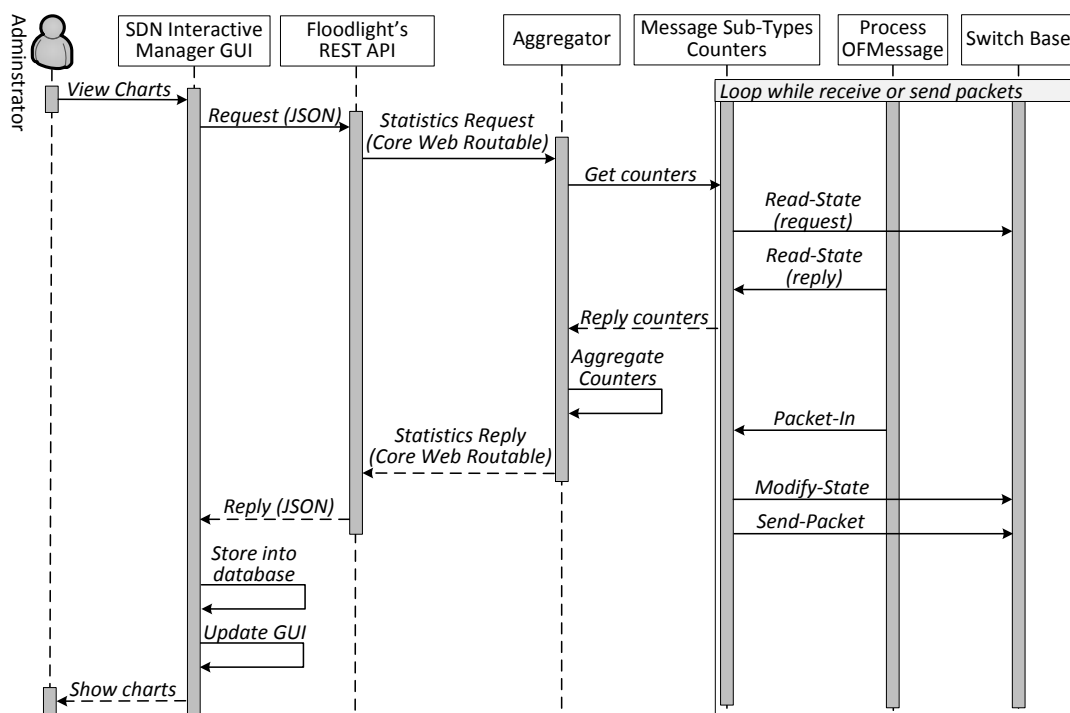 Adminstrator
SDN Interactive
Manager GUI
Floodlight's
REST API
Aggregator
Message Sub-Types
Counters
Process
OFMessage
Switch Base
View Charts
Loop while receive or send packets
Request (JSON)
Statistics Request
(Core Web Routable)
Get counters
Read-State
(request)
Read-State
(reply)
Reply counters
Aggregate
Counters
Packet-In
Statistics Reply
(Core Web Routable)
Modify-State
Reply (JSON)
Send-Packet
Store into
database
Update GUI
Show charts